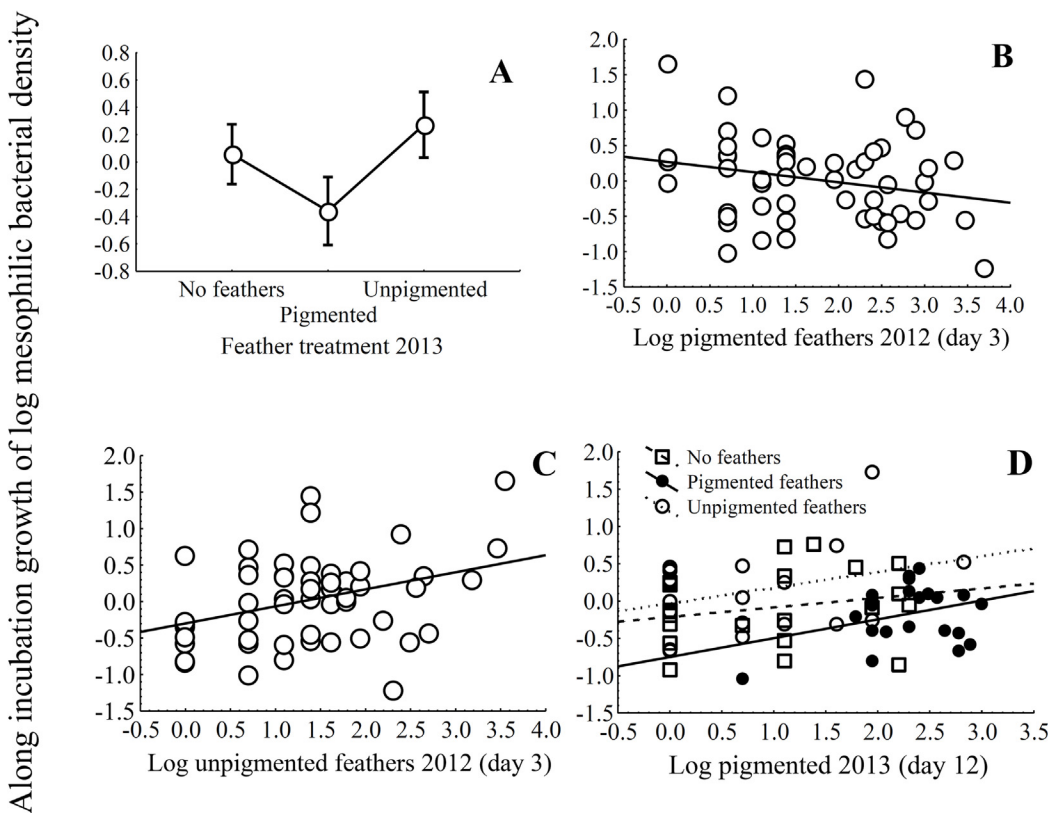 Along incubation growth of log mesophilic bacterial density
A
0.8
0.6
0.4
0.2
0.0
-0.2
-0.4
-0.6
-0.8
No feathers
Unpigmented
Pigmented
Feather treatment 2013
B
2.0
1.5
1.0
0.5
0.0
-0.5
-1.0
-1.5
-0.5 0.0 0.5 1.0 1.5 2.0 2.5 3.0 3.5 4.0
Log pigmented feathers 2012 (day 3)
C
2.0
1.5
1.0
0.5
0.0
-0.5
-1.0
-1.5
-0.5 0.0 0.5 1.0 1.5 2.0 2.5 3.0 3.5 4.0
Log unpigmented feathers 2012 (day 3)
D
2.0
1.5
1.0
0.5
0.0
-0.5
-1.0
-1.5
No feathers
Pigmented feathers
Unpigmented feathers
-0.5 0.0 0.5 1.0 1.5 2.0 2.5 3.0 3.5
Log pigmented 2013 (day 12)